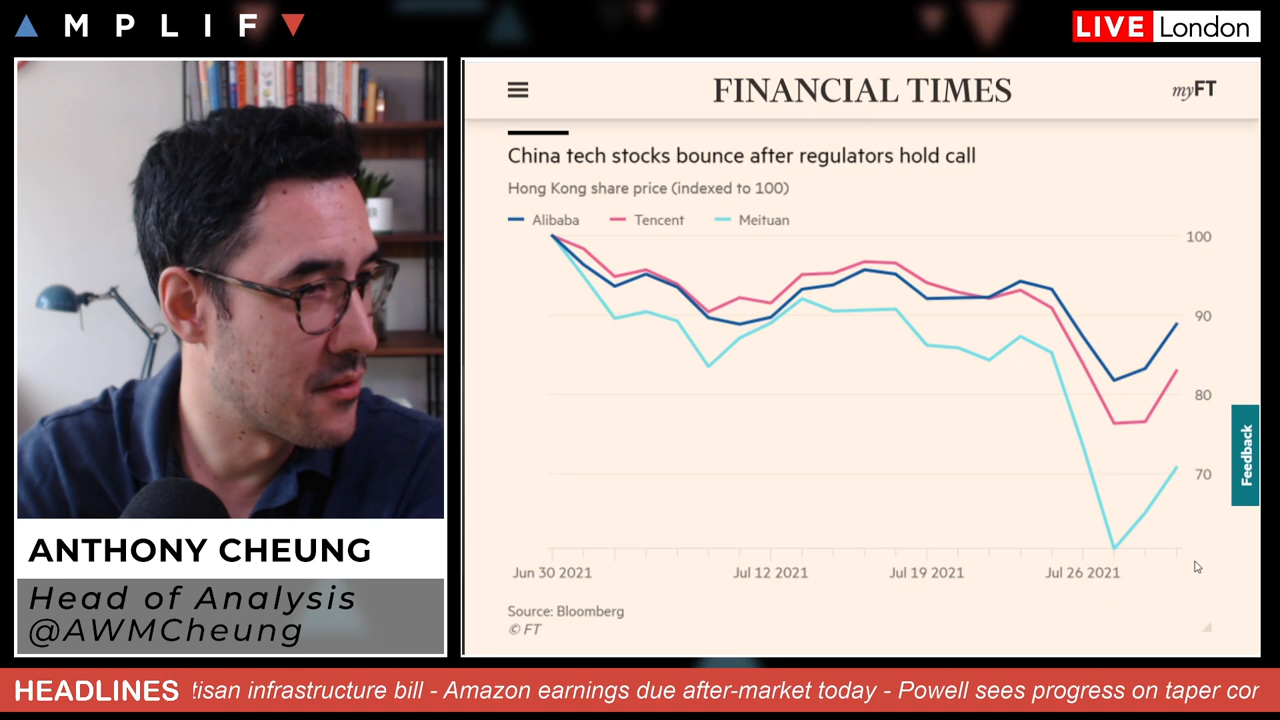 MPLIF
LIVE London
FINANCIAL TIMES
myFT
China tech stocks bounce after regulators hold call
Hong Kong share price (indexed to 100)
Alibaba Tencent Meituan
100
90
80
70
Feedback
Jun 30 2021 Jul 12 2021 Jul 19 2021 Jul 26 2021
Source: Bloomberg
© FT
ANTHONY CHEUNG
Head of Analysis
@AWMCheung
HEADLINES tisan infrastructure bill - Amazon earnings due after-market today - Powell sees progress on taper cor